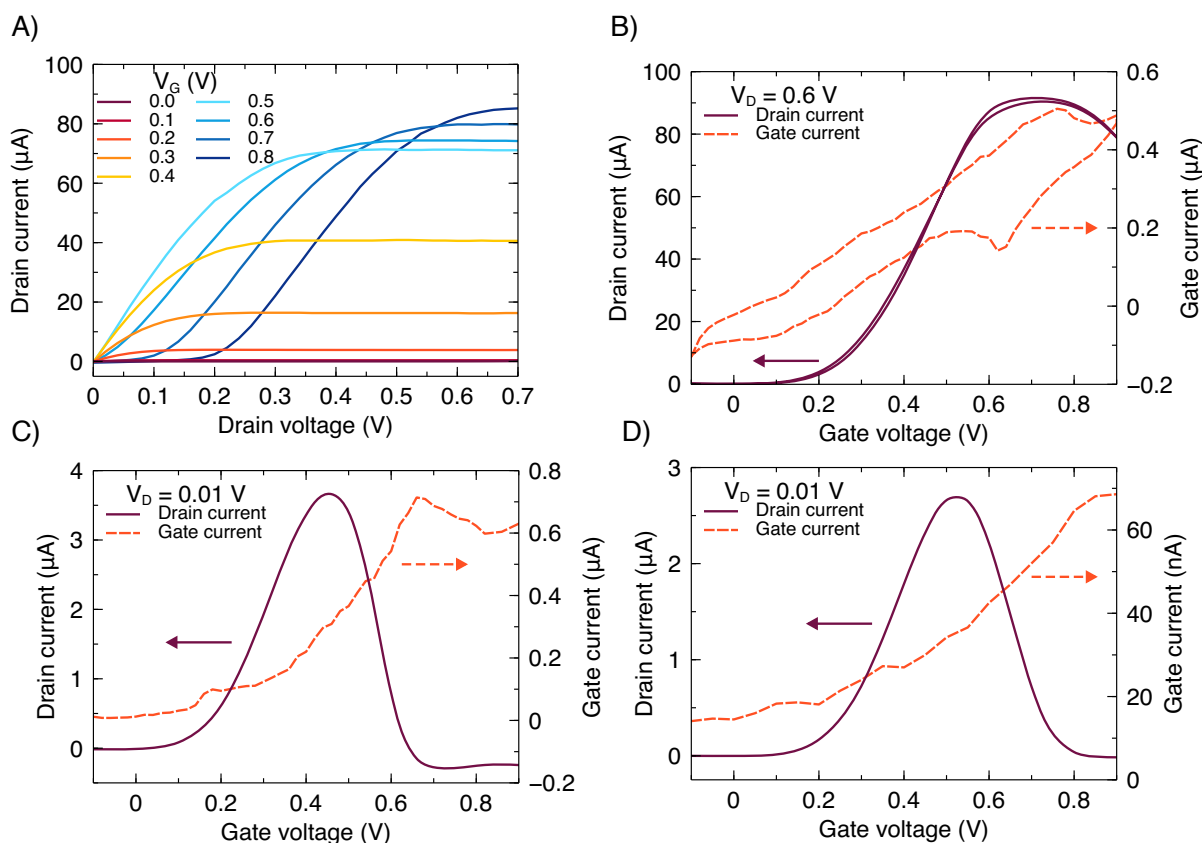 A)
V_G (V)
0.0 0.5
0.1 0.6
0.2 0.7
0.3 0.8
0.4
100
80
60
40
20
0
Drain current (μA)
0 0.1 0.2 0.3 0.4 0.5 0.6 0.7
Drain voltage (V)
B)
V_D = 0.6 V
Drain current
Gate current
100
80
60
40
20
0
Drain current (μA)
0.6
0.4
0.2
0
−0.2
Gate current (μA)
0 0.2 0.4 0.6 0.8
Gate voltage (V)
C)
V_D = 0.01 V
Drain current
Gate current
4
3
2
1
0
Drain current (μA)
0.8
0.6
0.4
0.2
0
−0.2
Gate current (μA)
0 0.2 0.4 0.6 0.8
Gate voltage (V)
D)
V_D = 0.01 V
Drain current
Gate current
3
2
1
0
Drain current (μA)
60
40
20
0
Gate current (nA)
0 0.2 0.4 0.6 0.8
Gate voltage (V)